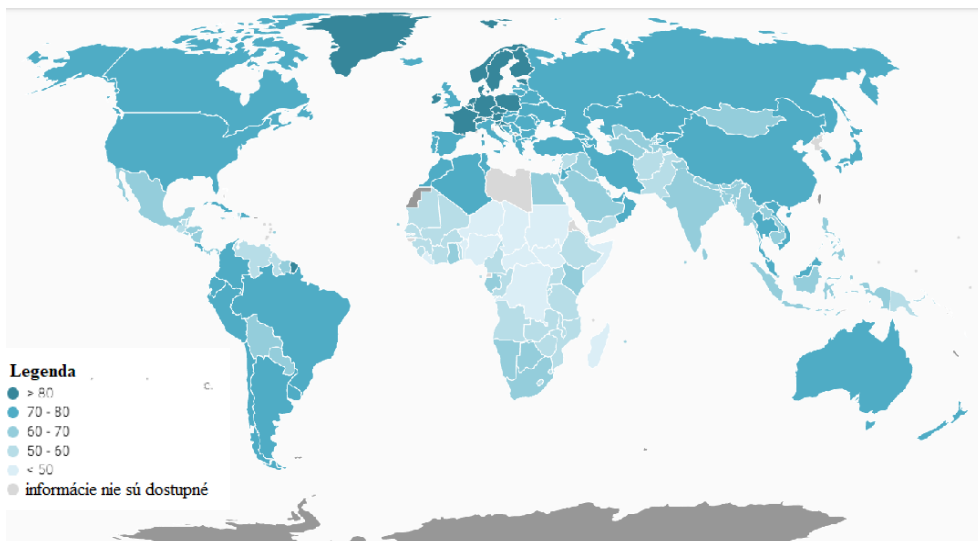 Legenda
> 80
70 - 80
60 - 70
50 - 60
< 50
informácie nie sú dostupné
c.